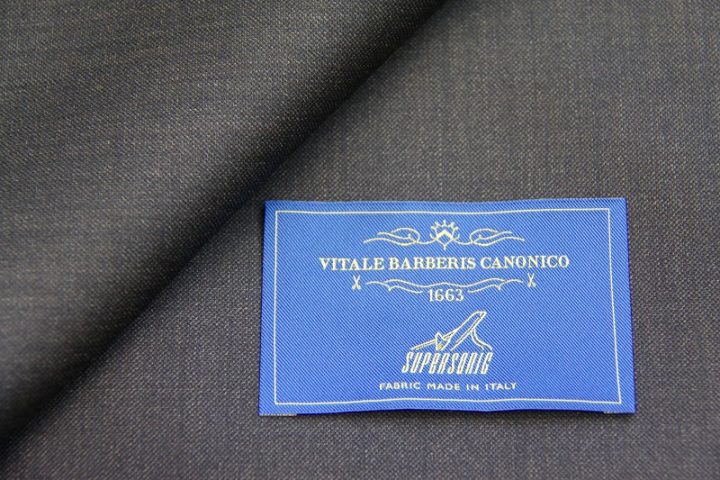 VITALE BARBERIS CANONICO
1663
SUPERSONIC
FABRIC MADE IN ITALY